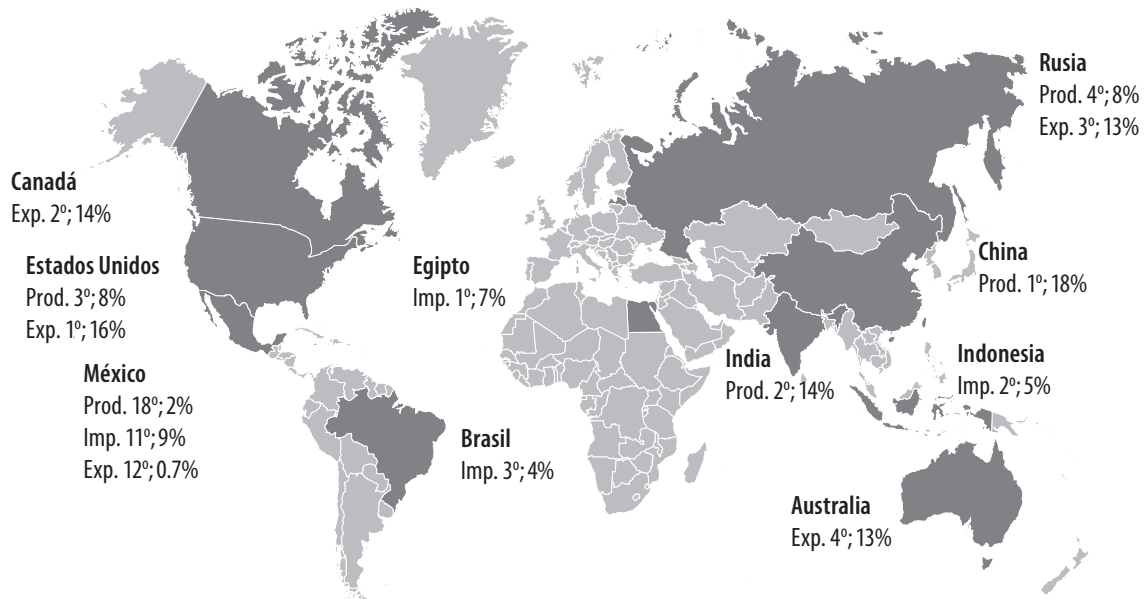 Rusia
Prod. 4º; 8%
Exp. 3º; 13%
Canadá
Exp. 2º; 14%
Estados Unidos
Prod. 3º; 8%
Exp. 1º; 16%
Egipto
Imp. 1º; 7%
China
Prod. 1º; 18%
México
Prod. 18º; 2%
Imp. 11º; 9%
Exp. 12º; 0.7%
India
Prod. 2º; 14%
Indonesia
Imp. 2º; 5%
Brasil
Imp. 3º; 4%
Australia
Exp. 4º; 13%